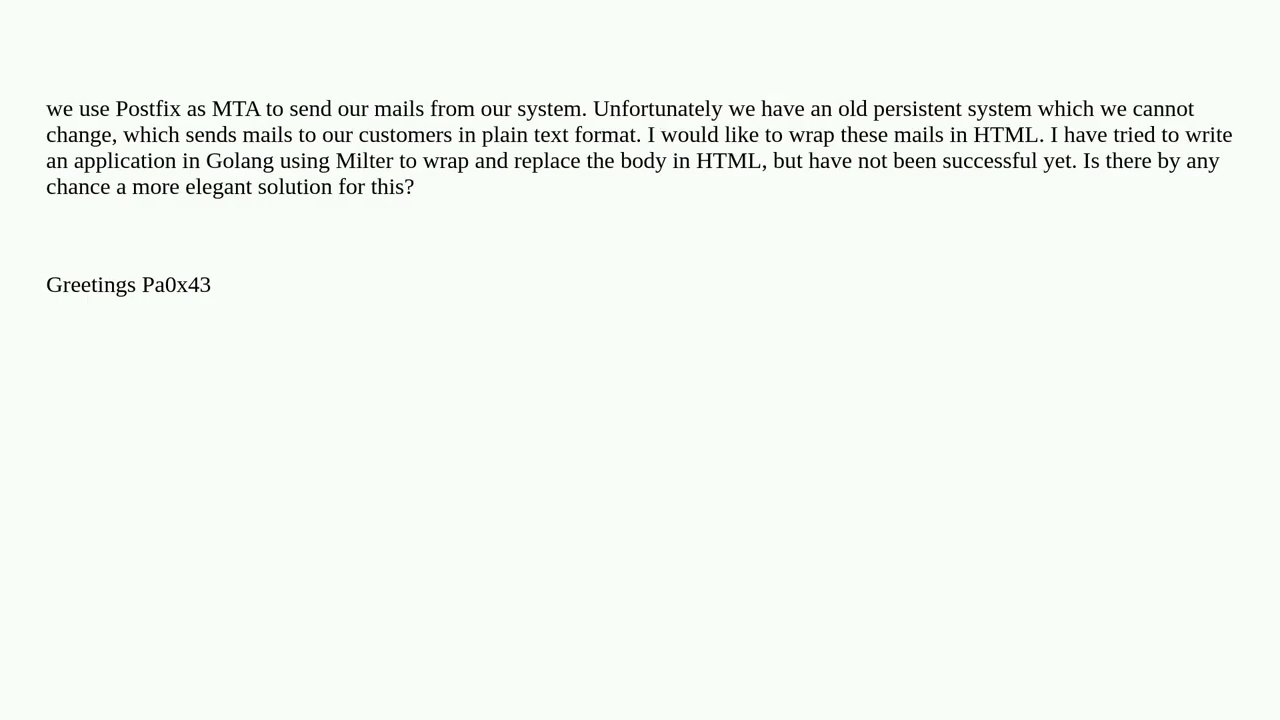 we use Postfix as MTA to send our mails from our system. Unfortunately we have an old persistent system which we cannot
change, which sends mails to our customers in plain text format. I would like to wrap these mails in HTML. I have tried to write
an application in Golang using Milter to wrap and replace the body in HTML, but have not been successful yet. Is there by any
chance a more elegant solution for this?
Greetings Pa0x43